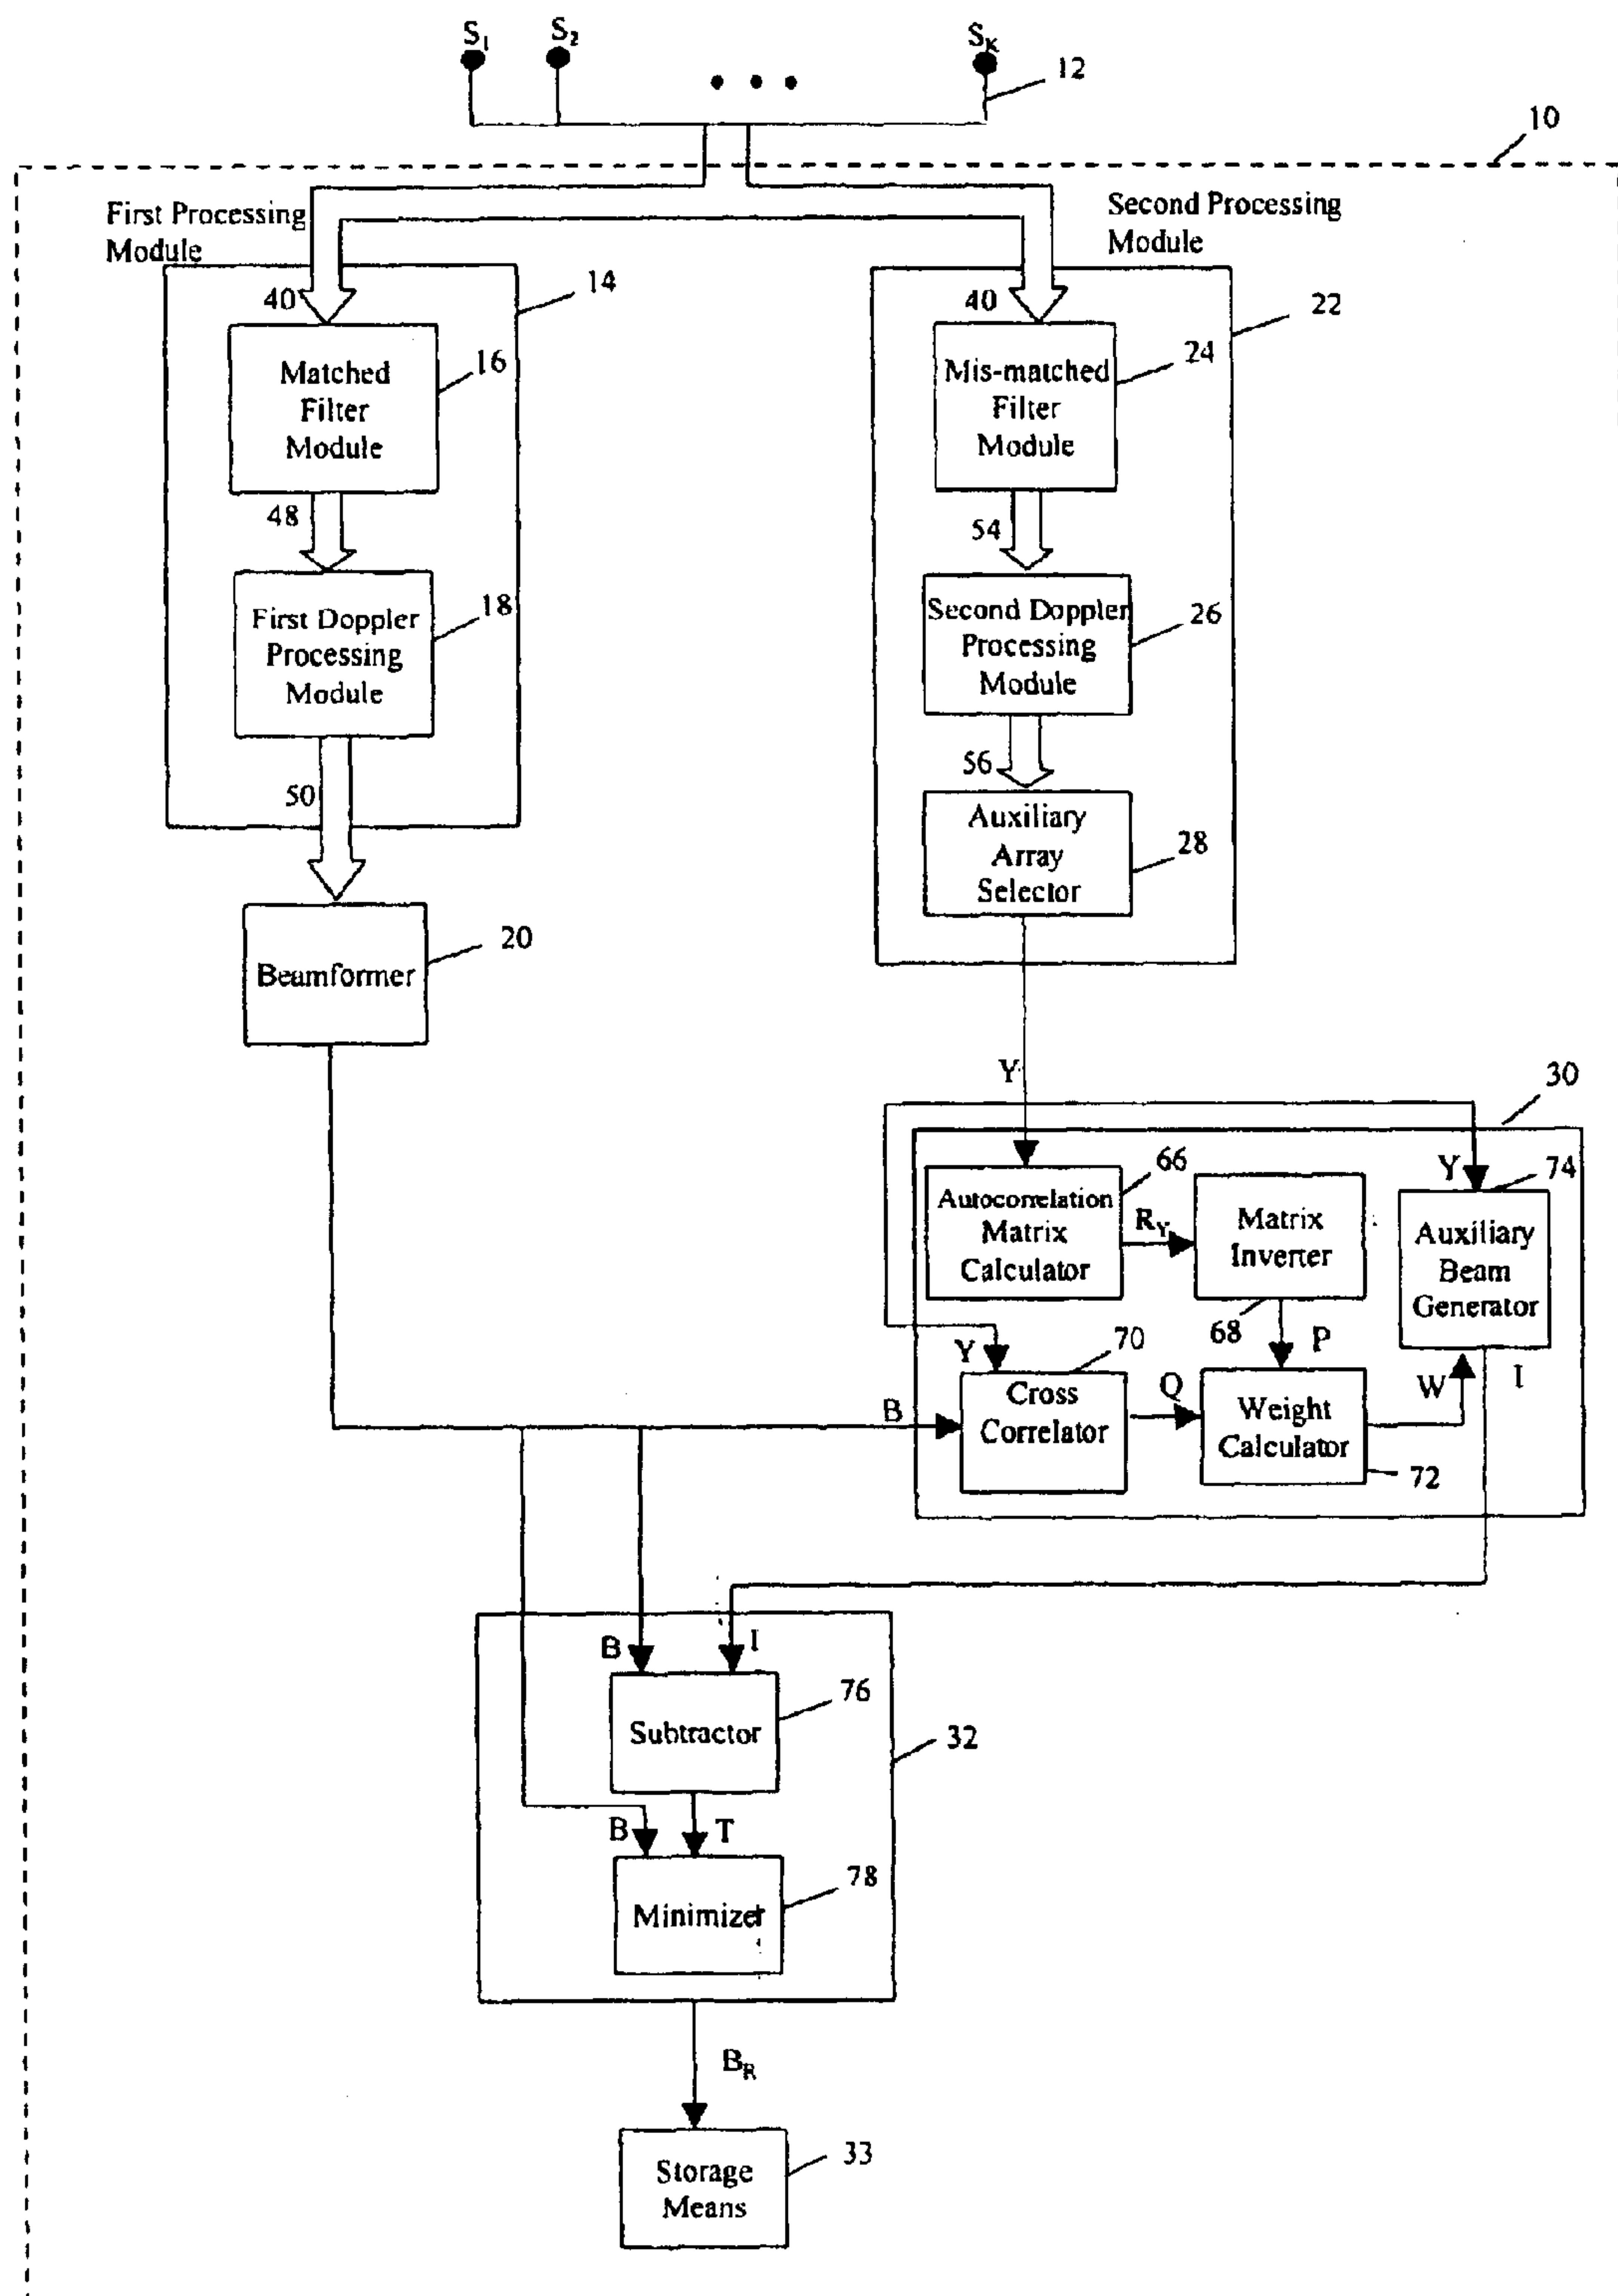 S1
S2
SK
12
10
First Processing
Module
Second Processing
Module
40
14
40
22
Matched
Filter
Module
16
Mis-matched
Filter
Module
24
48
54
First Doppler
Processing
Module
18
Second Doppler
Processing
Module
26
50
56
Auxiliary
Array
Selector
28
Beamformer
20
Y
30
Autocorrelation
Matrix
Calculator
66
RY
Matrix
Inverter
68
Y
74
Auxiliary
Beam
Generator
Y
70
P
B
Cross
Correlator
Q
Weight
Calculator
72
W
I
B
I
Subtractor
76
32
B
T
Minimizer
78
BR
Storage
Means
33